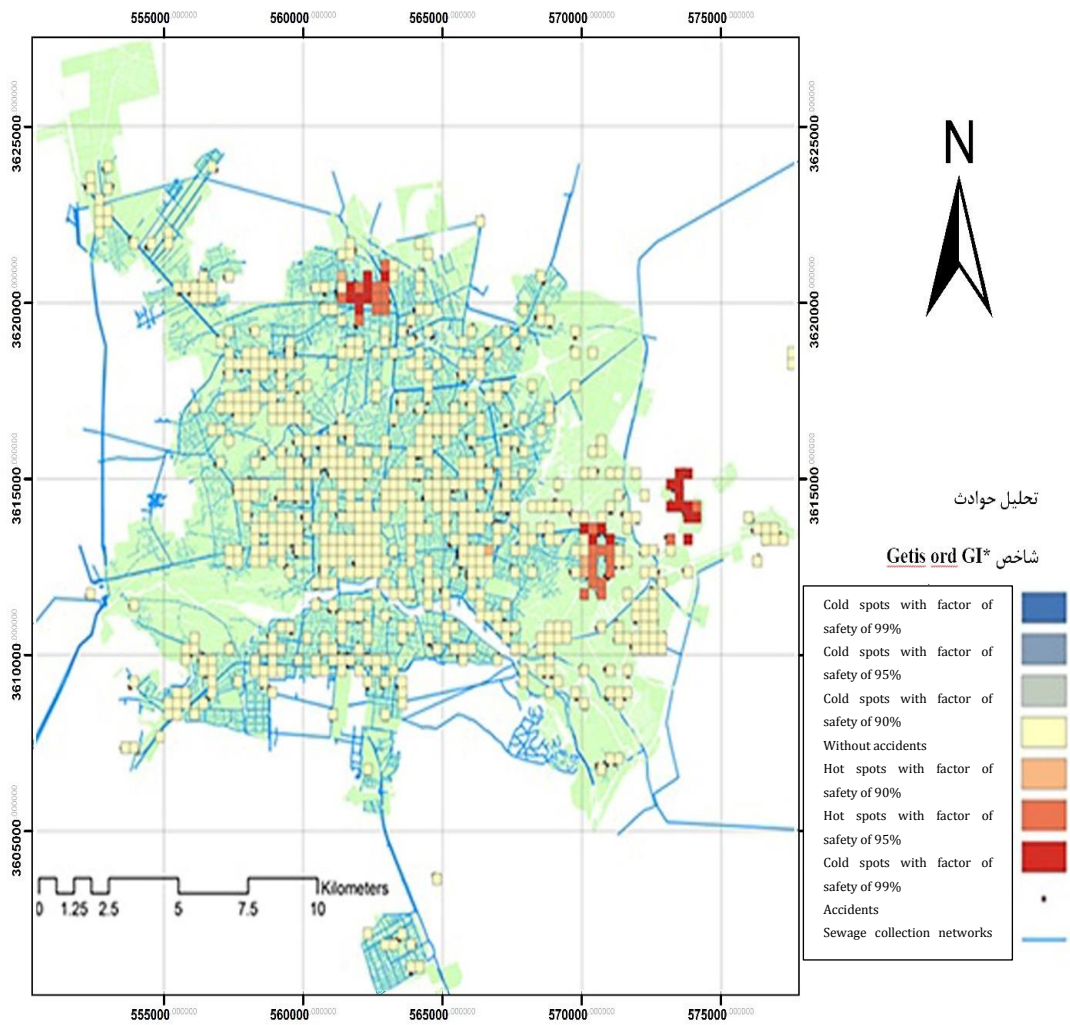 555000.000000 560000.000000 565000.000000 570000.000000 575000.000000
3625000.000000 3625000.000000
N
3620000.000000 3620000.000000
3615000.000000 3615000.000000
تحلیل حوادث
شاخص Getis ord GI*
Cold spots with factor of
safety of 99%
Cold spots with factor of
safety of 95%
Cold spots with factor of
safety of 90%
Without accidents
Hot spots with factor of
safety of 90%
Hot spots with factor of
safety of 95%
Cold spots with factor of
safety of 99%
Accidents
Sewage collection networks
3610000.000000 3610000.000000
3605000.000000 3605000.000000
Kilometers
0 1.25 2.5 5 7.5 10
555000.000000 560000.000000 565000.000000 570000.000000 575000.000000